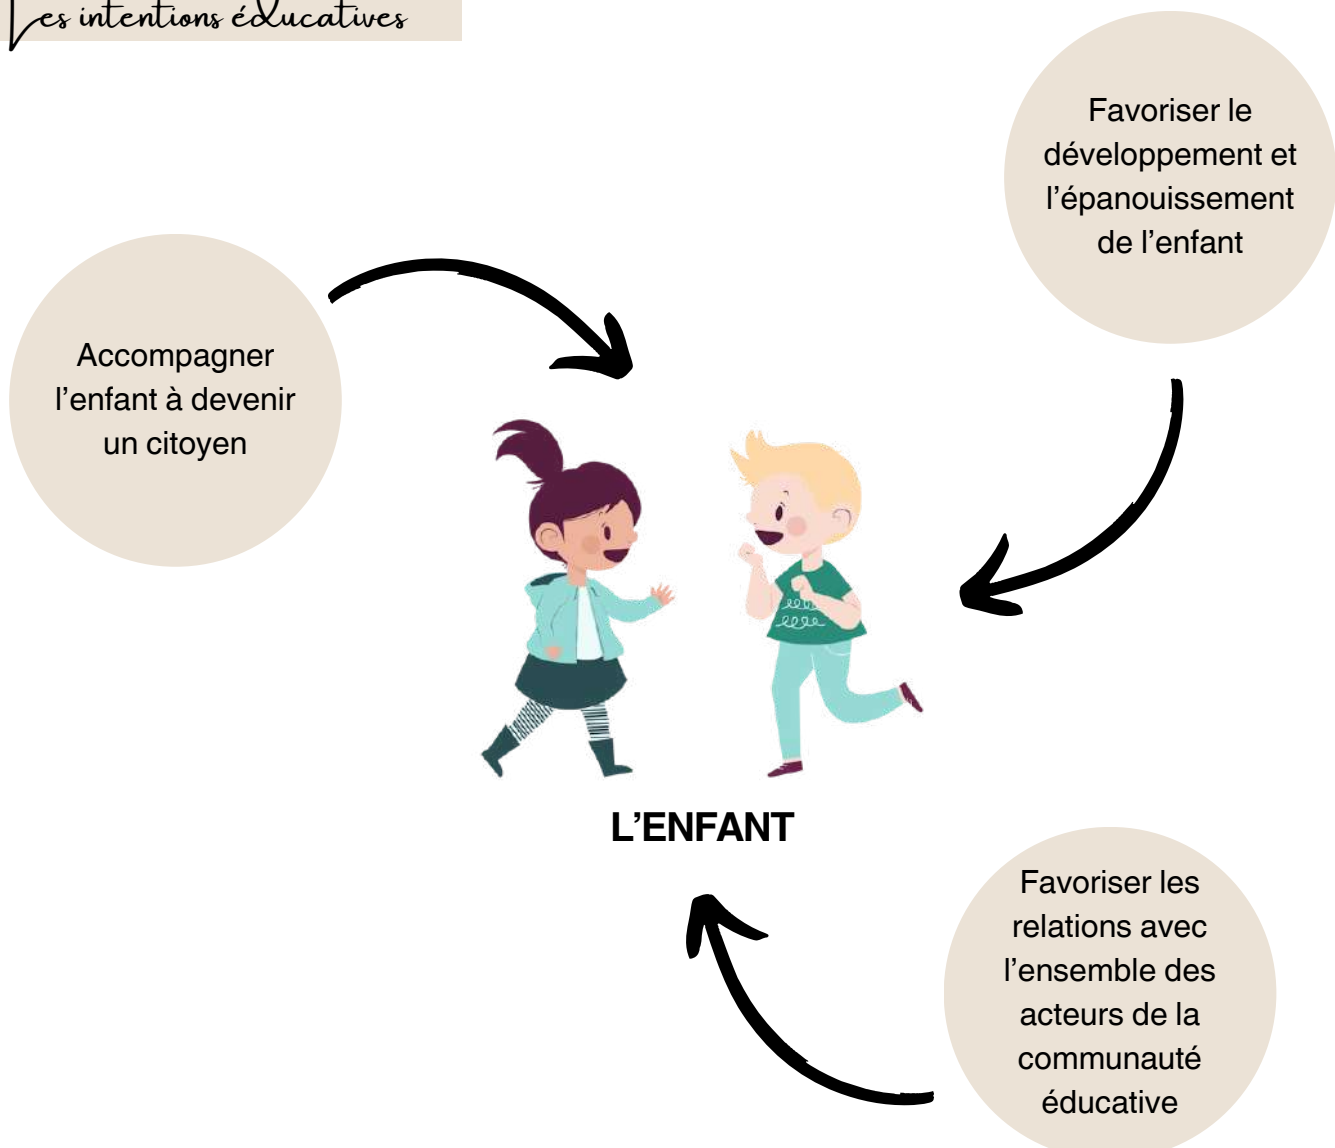 Les intentions éducatives
Favoriser le
développement et
l'épanouissement
de l'enfant
Accompagner
l'enfant à devenir
un citoyen
L'ENFANT
Favoriser les
relations avec
l'ensemble des
acteurs de la
communauté
éducative